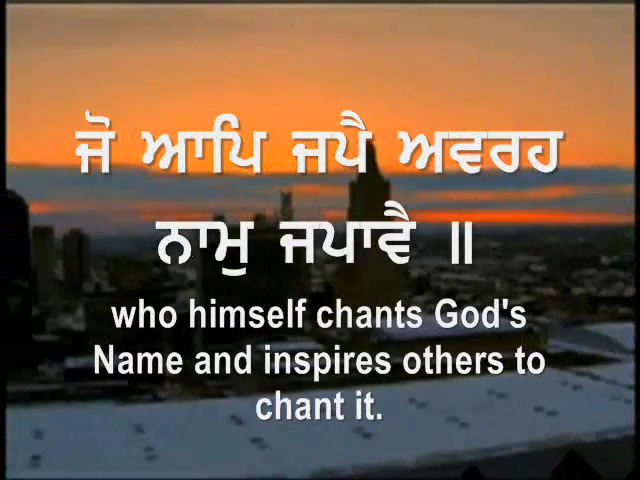 ਜੋ ਆਪਿ ਜਪੈ ਅਵਰਹ
ਨਾਮੁ ਜਪਾਵੈ ॥
who himself chants God's
Name and inspires others to
chant it.